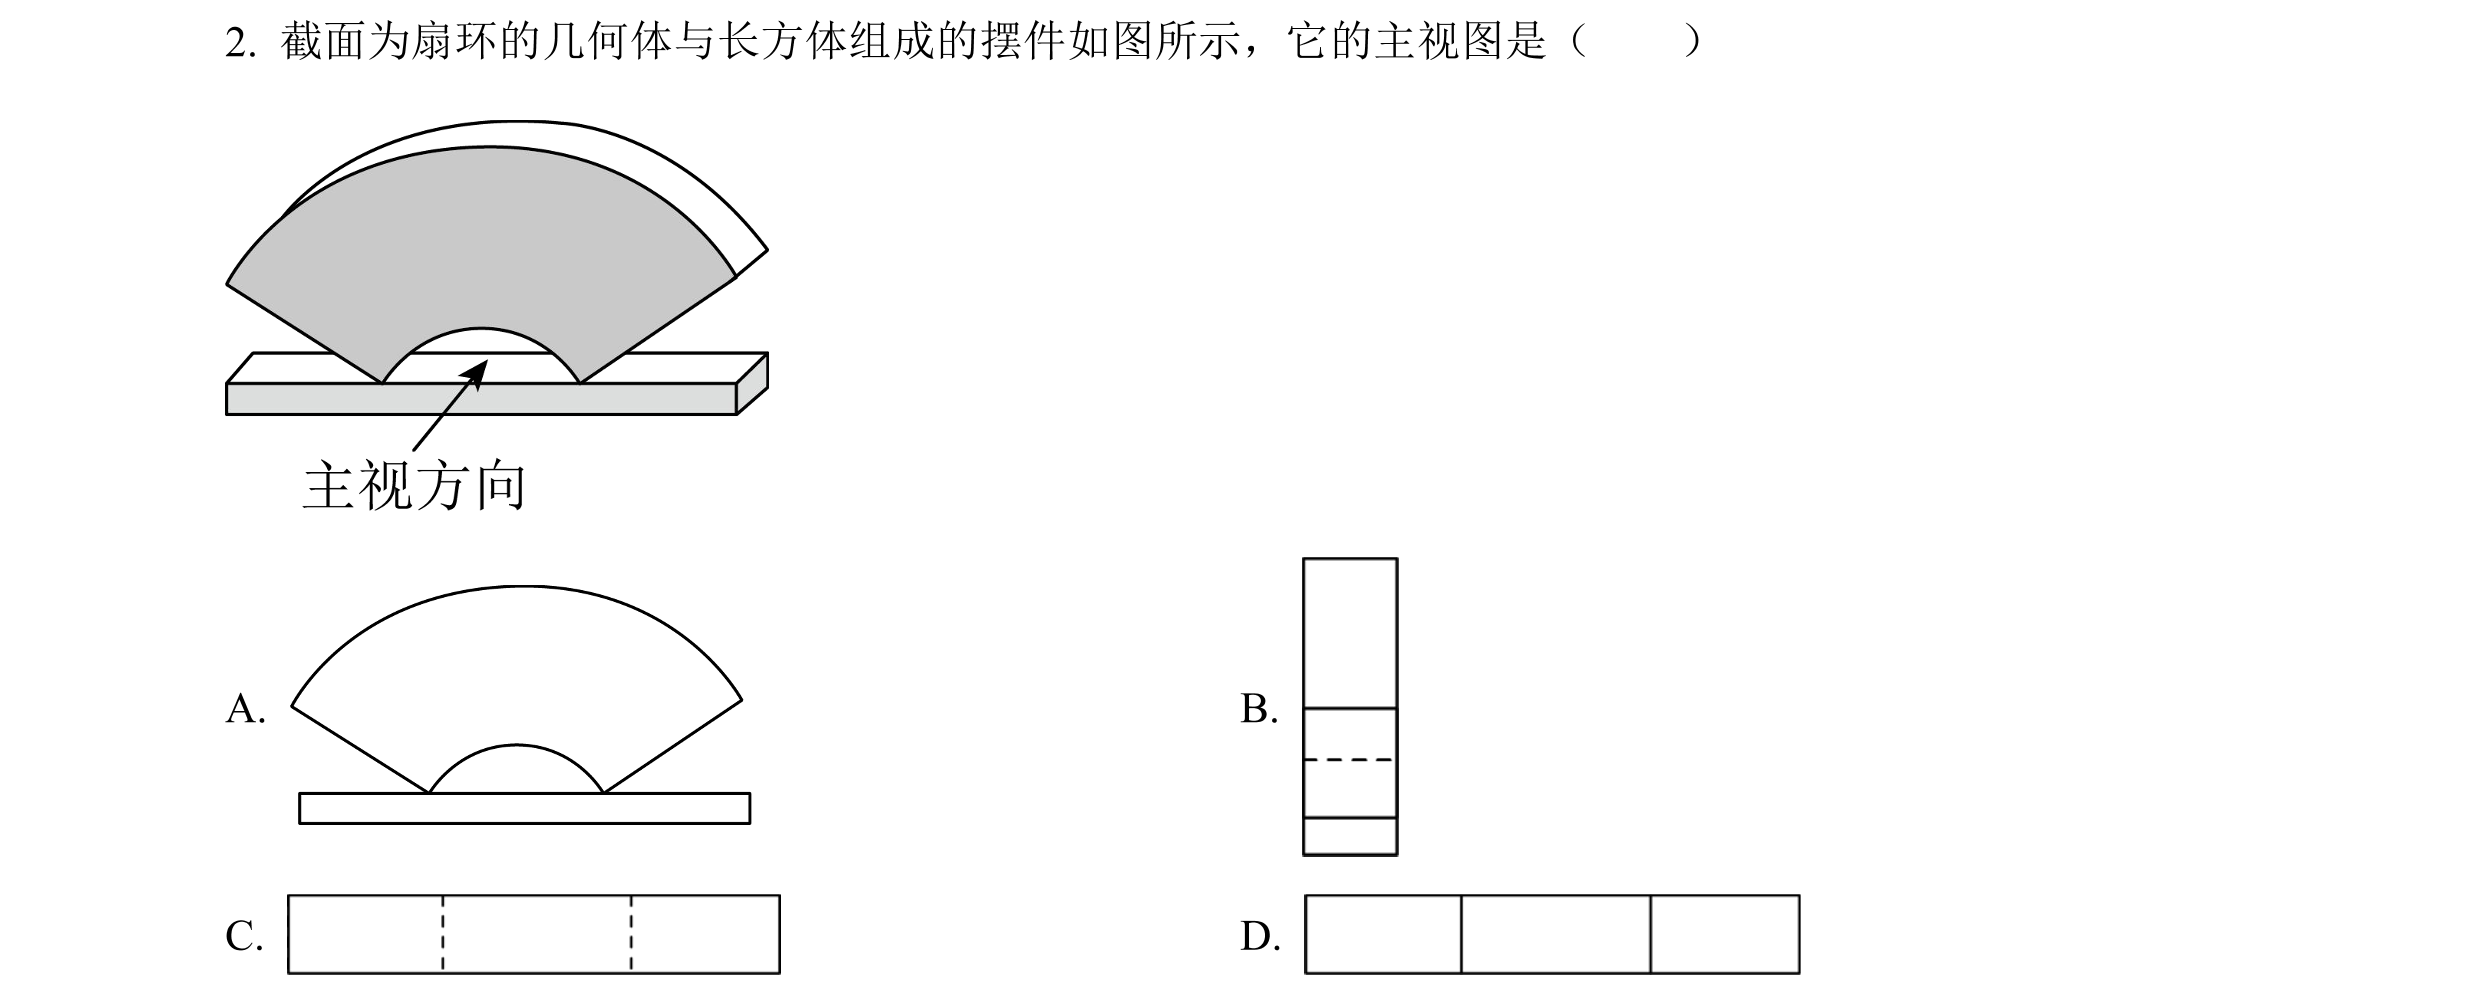 2. 截面为扇环的几何体与长方体组成的摆件如图所示，它的主视图是（　　）
主视方向
A.
B.
C.
D.